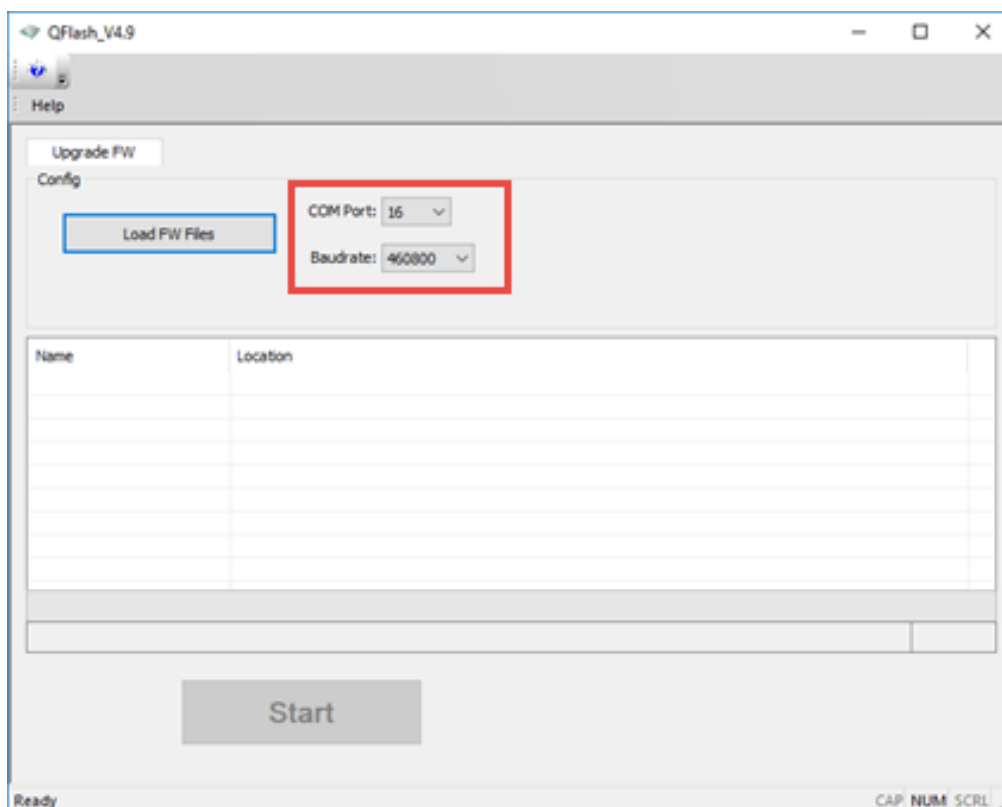 QFlash_V4.9
Help
Upgrade FW
Config
Load FW Files
COM Port: 16
Baudrate: 460800
Name Location
Start
Ready CAP NUM SCRL